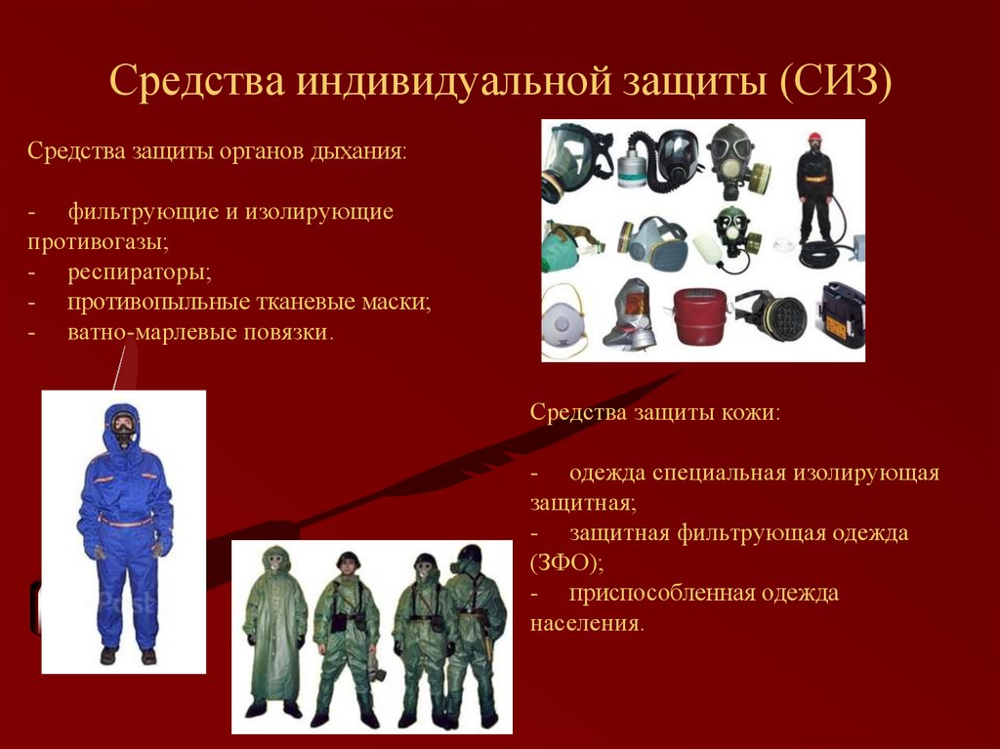 Средства индивидуальной защиты (СИЗ)
Средства защиты органов дыхания:
- фильтрующие и изолирующие
противогазы;
- респираторы;
- противопыльные тканевые маски;
- ватно-марлевые повязки.
Средства защиты кожи:
- одежда специальная изолирующая
защитная;
- защитная фильтрующая одежда
(ЗФО);
- приспособленная одежда
населения.